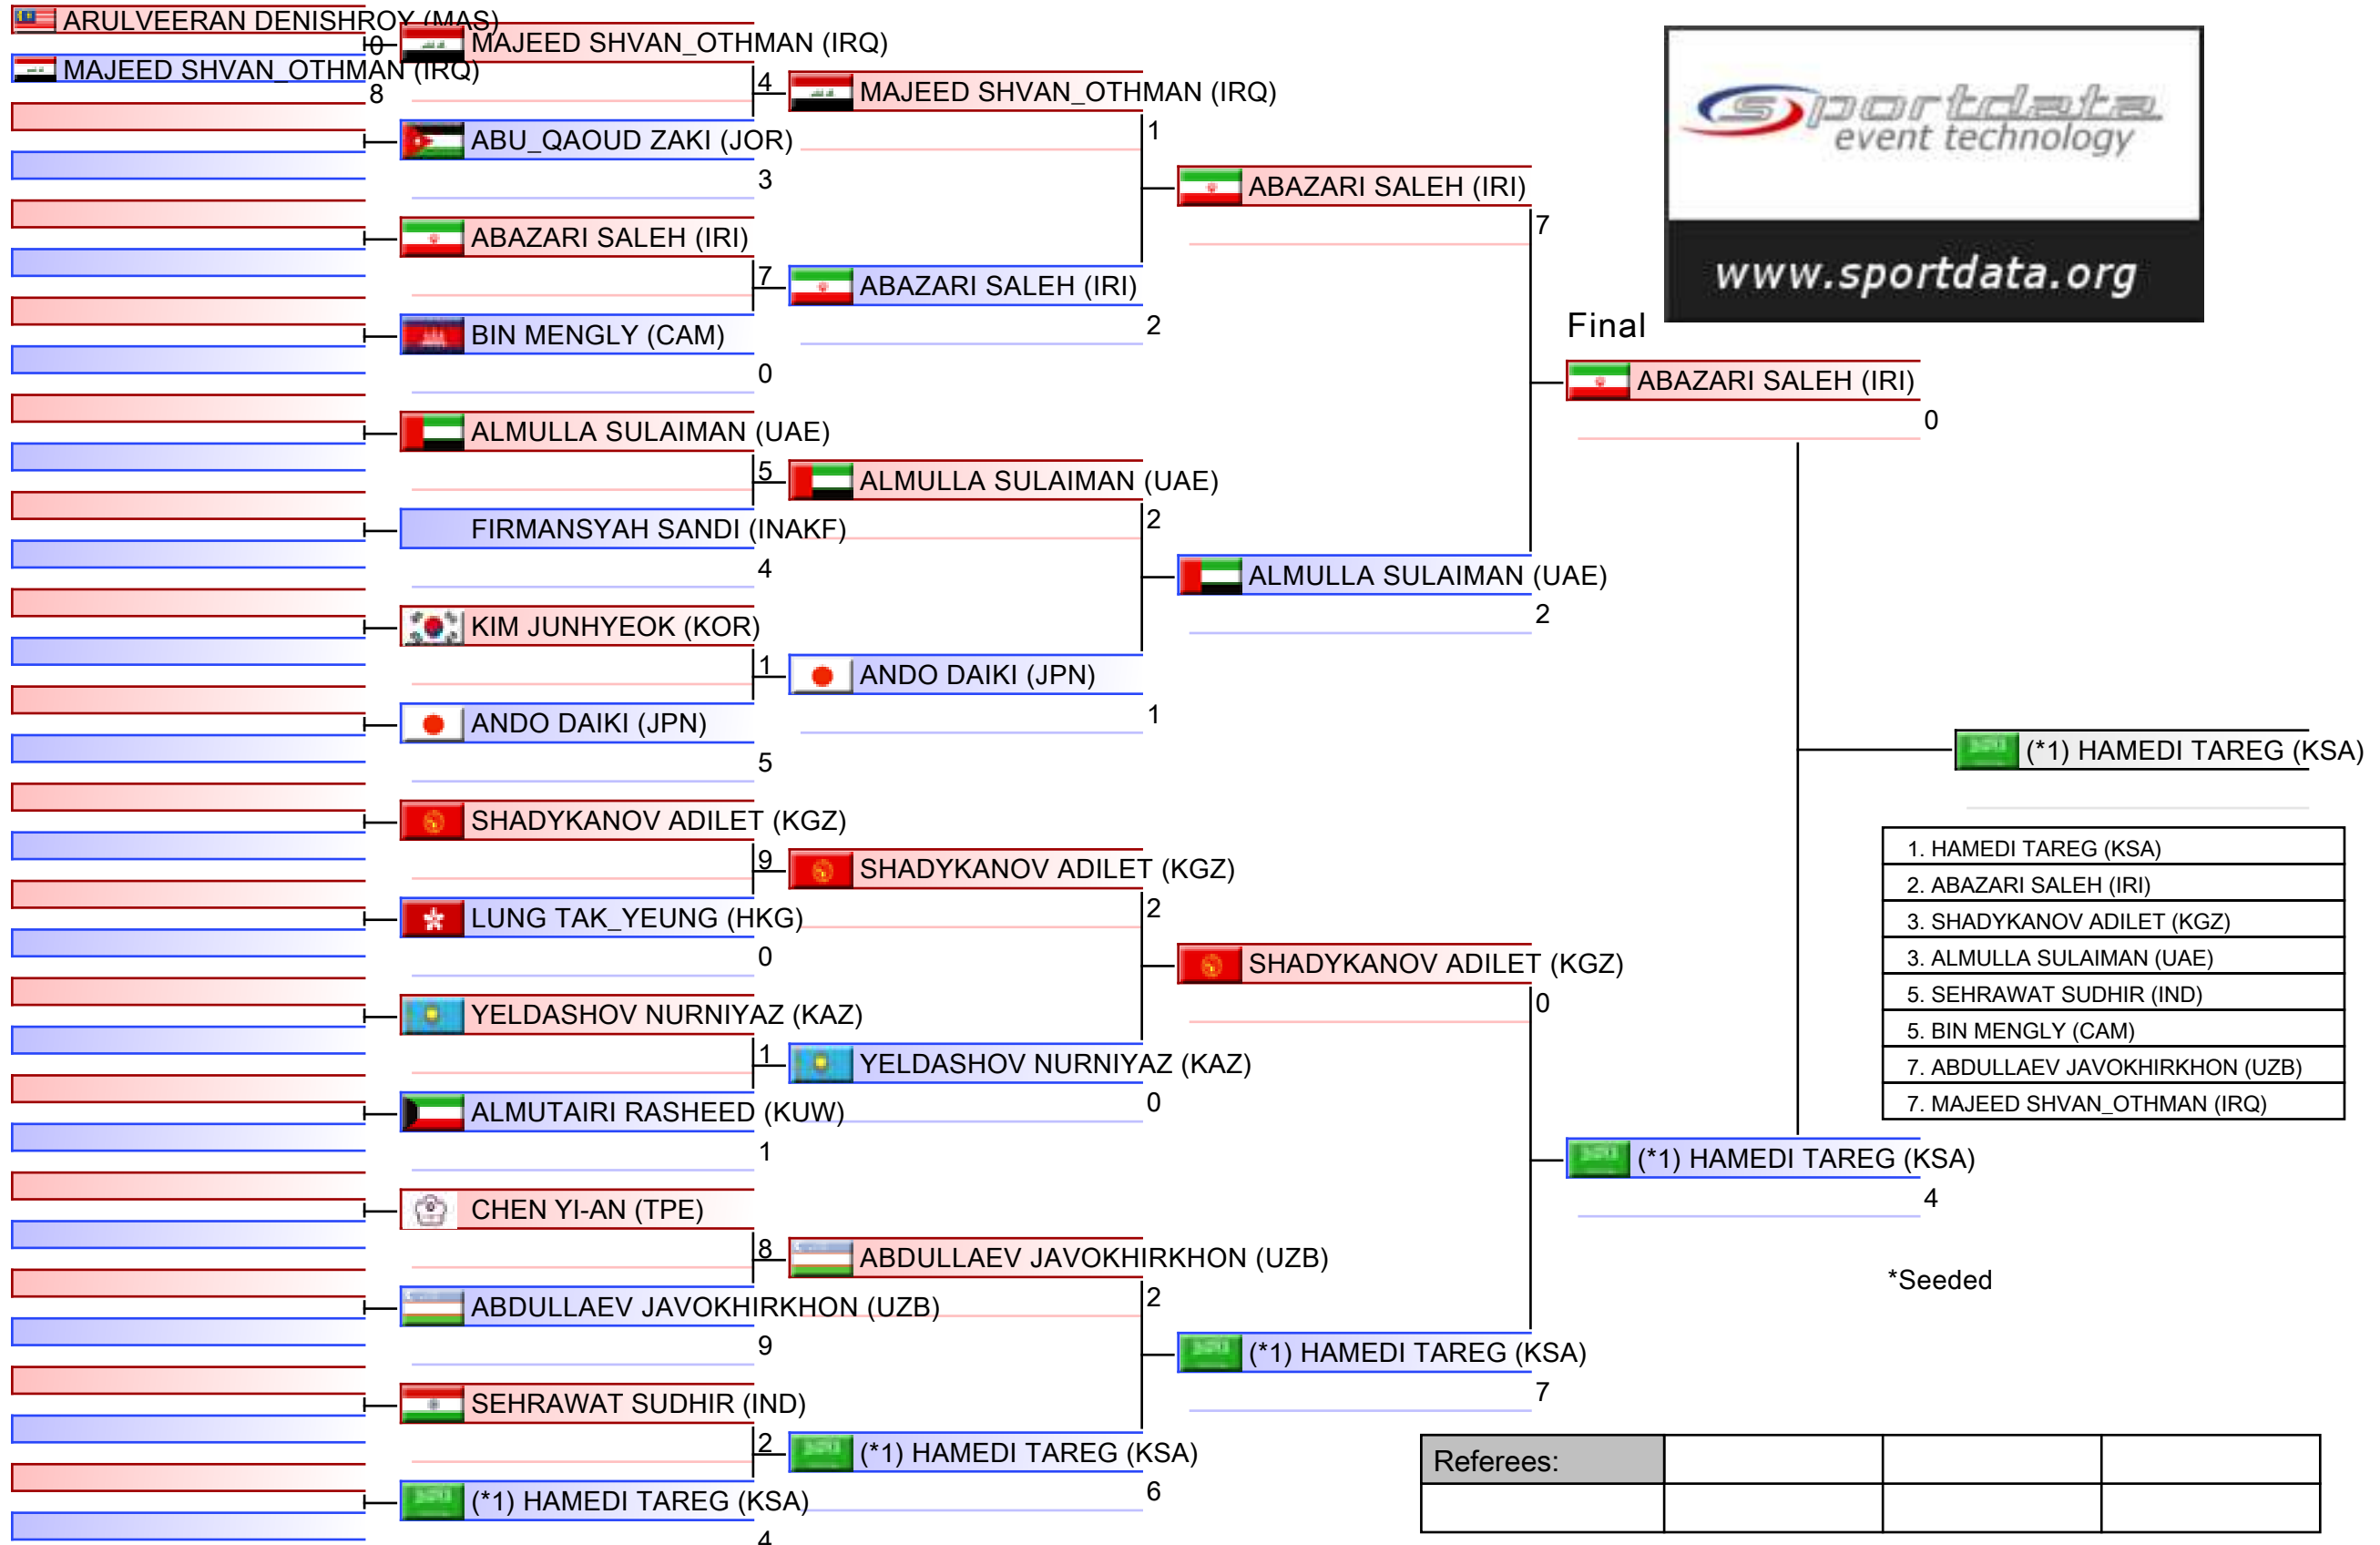 ARULVEERAN DENISHROY (MAS)
0
MAJEED SHVAN_OTHMAN (IRQ)
8
MAJEED SHVAN_OTHMAN (IRQ)
4
ABU_QAOUD ZAKI (JOR)
3
ABAZARI SALEH (IRI)
7
BIN MENGLY (CAM)
0
ALMULLA SULAIMAN (UAE)
5
FIRMANSYAH SANDI (INAKF)
4
KIM JUNHYEOK (KOR)
1
ANDO DAIKI (JPN)
5
SHADYKANOV ADILET (KGZ)
9
LUNG TAK_YEUNG (HKG)
0
YELDASHOV NURNIYAZ (KAZ)
1
ALMUTAIRI RASHEED (KUW)
1
CHEN YI-AN (TPE)
8
ABDULLAEV JAVOKHIRKHON (UZB)
9
SEHRAWAT SUDHIR (IND)
2
(*1) HAMEDI TAREG (KSA)
4
MAJEED SHVAN_OTHMAN (IRQ)
1
ABAZARI SALEH (IRI)
2
ALMULLA SULAIMAN (UAE)
2
ANDO DAIKI (JPN)
1
SHADYKANOV ADILET (KGZ)
2
YELDASHOV NURNIYAZ (KAZ)
0
ABDULLAEV JAVOKHIRKHON (UZB)
2
(*1) HAMEDI TAREG (KSA)
6
ABAZARI SALEH (IRI)
7
ALMULLA SULAIMAN (UAE)
2
SHADYKANOV ADILET (KGZ)
0
(*1) HAMEDI TAREG (KSA)
7
sportdata
event technology
www.sportdata.org
Final
ABAZARI SALEH (IRI)
0
(*1) HAMEDI TAREG (KSA)
4
(*1) HAMEDI TAREG (KSA)
1. HAMEDI TAREG (KSA)
2. ABAZARI SALEH (IRI)
3. SHADYKANOV ADILET (KGZ)
3. ALMULLA SULAIMAN (UAE)
5. SEHRAWAT SUDHIR (IND)
5. BIN MENGLY (CAM)
7. ABDULLAEV JAVOKHIRKHON (UZB)
7. MAJEED SHVAN_OTHMAN (IRQ)
*Seeded
Referees: